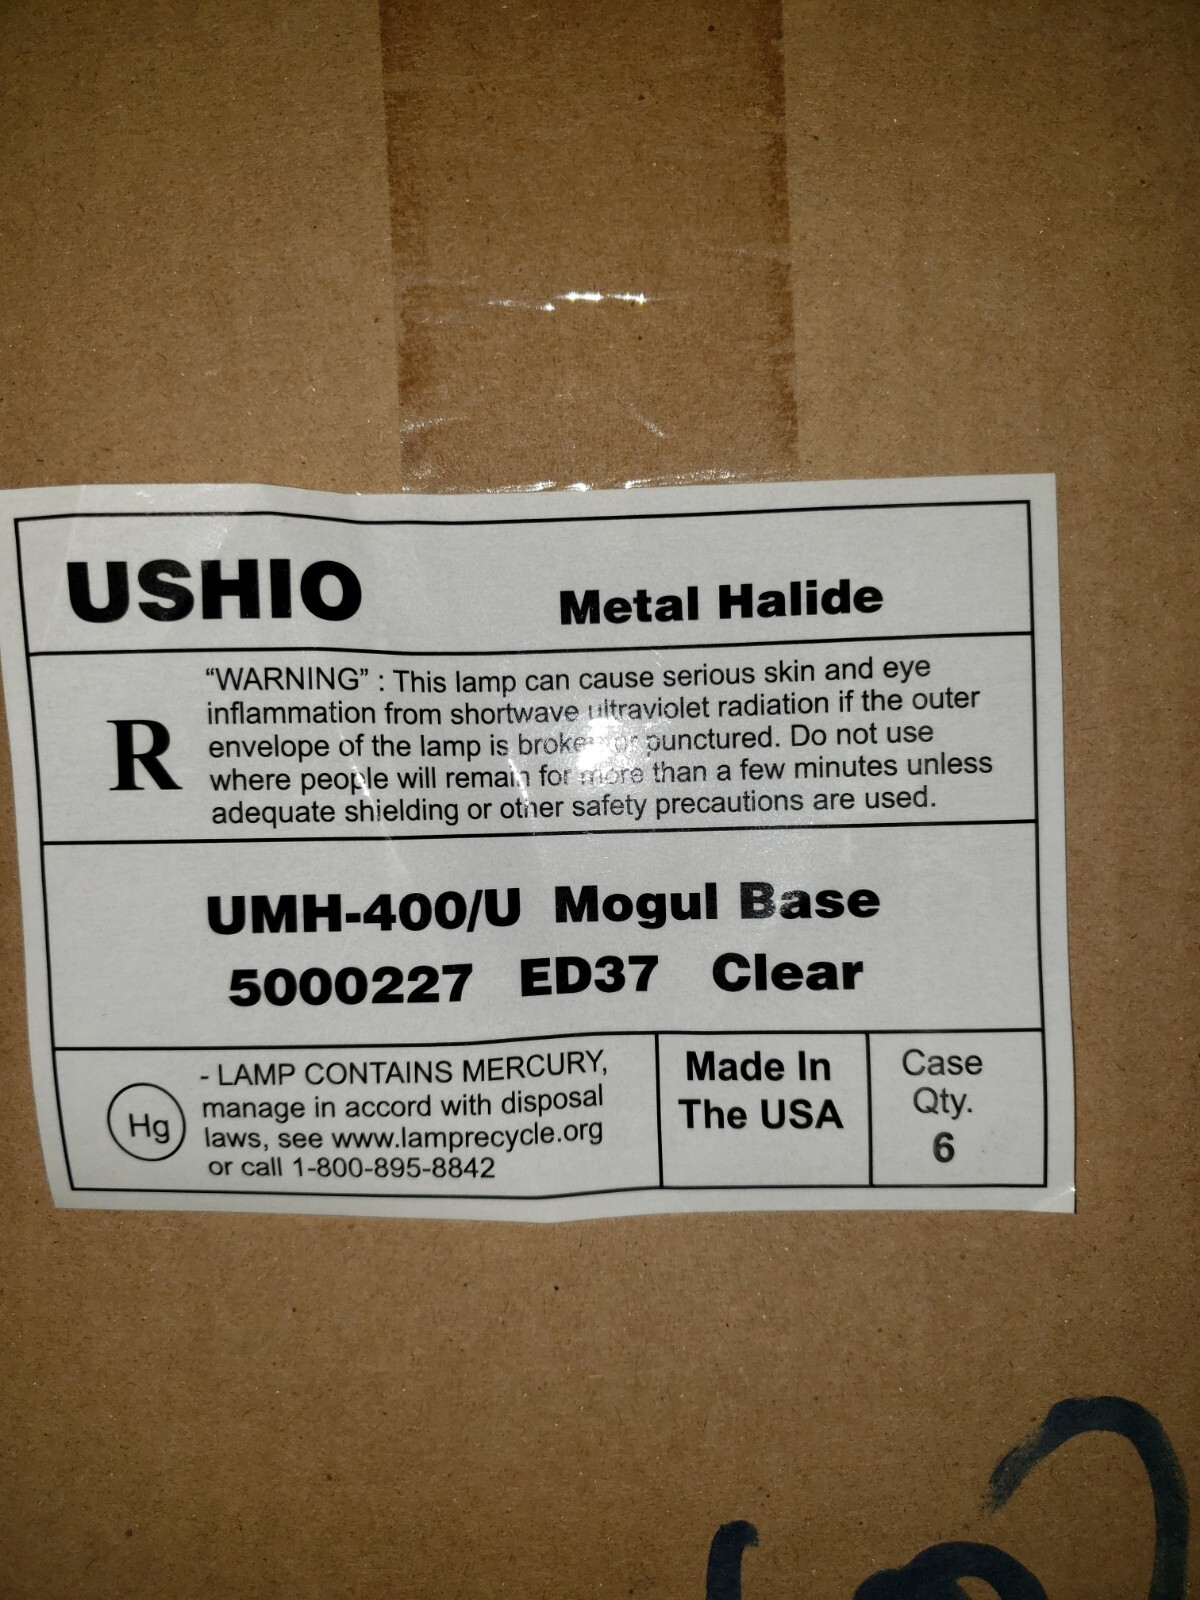 USHIO Metal Halide
R
“WARNING” : This lamp can cause serious skin and eye
inflammation from shortwave ultraviolet radiation if the outer
envelope of the lamp is broken or punctured. Do not use
where people will remain for more than a few minutes unless
adequate shielding or other safety precautions are used.
UMH-400/U Mogul Base
5000227 ED37 Clear
Hg
- LAMP CONTAINS MERCURY,
manage in accord with disposal
laws, see www.lamprecycle.org
or call 1-800-895-8842
Made In
The USA
Case
Qty.
6